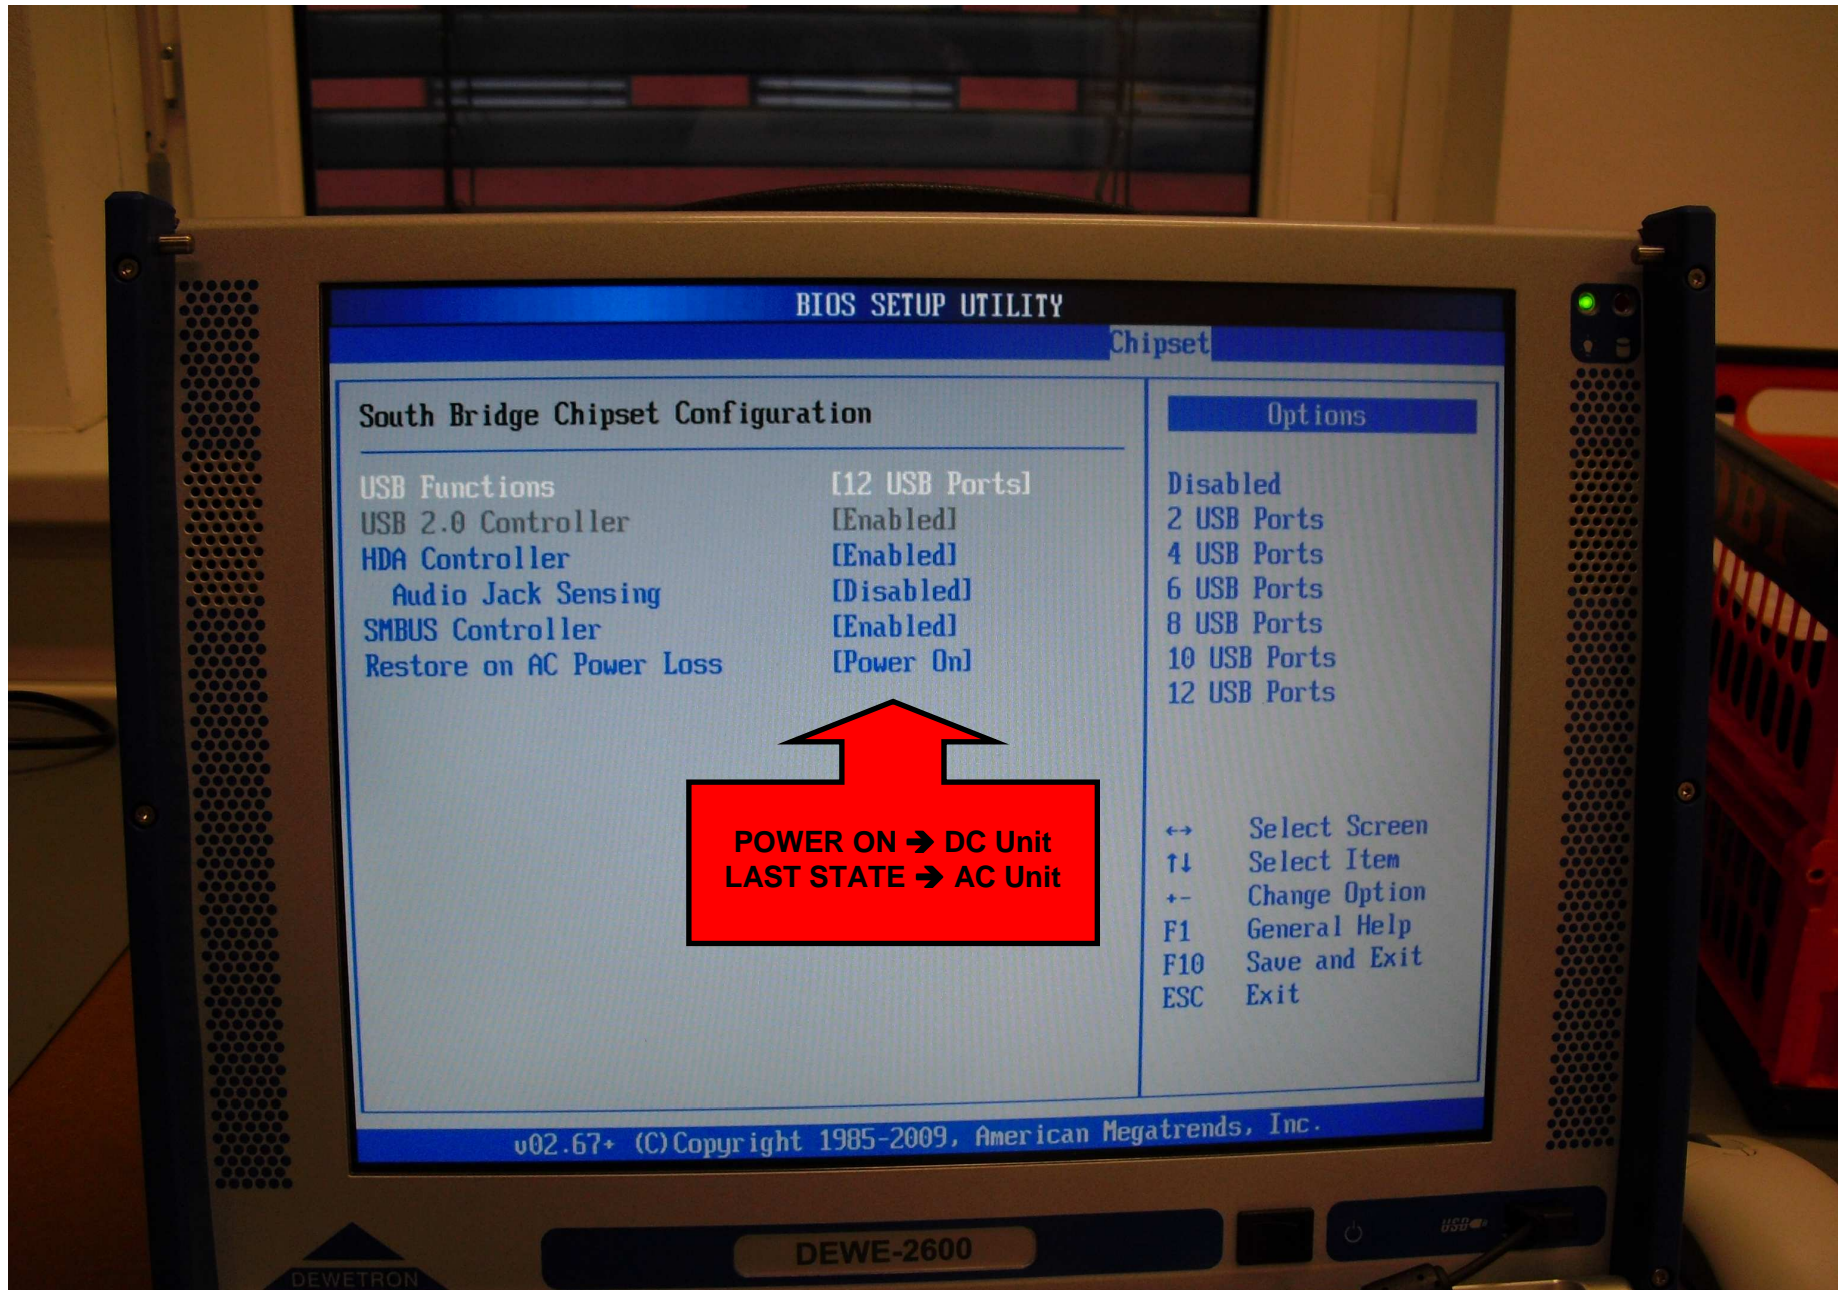 BIOS SETUP UTILITY
Chipset
South Bridge Chipset Configuration
USB Functions [12 USB Ports]
USB 2.0 Controller [Enabled]
HDA Controller [Enabled]
Audio Jack Sensing [Disabled]
SMBUS Controller [Enabled]
Restore on AC Power Loss [Power On]
Options
Disabled
2 USB Ports
4 USB Ports
6 USB Ports
8 USB Ports
10 USB Ports
12 USB Ports
POWER ON ➔ DC Unit
LAST STATE ➔ AC Unit
←→ Select Screen
↑↓ Select Item
+- Change Option
F1 General Help
F10 Save and Exit
ESC Exit
v02.67+ (C)Copyright 1985-2009, American Megatrends, Inc.
DEWETRON
DEWE-2600
USB